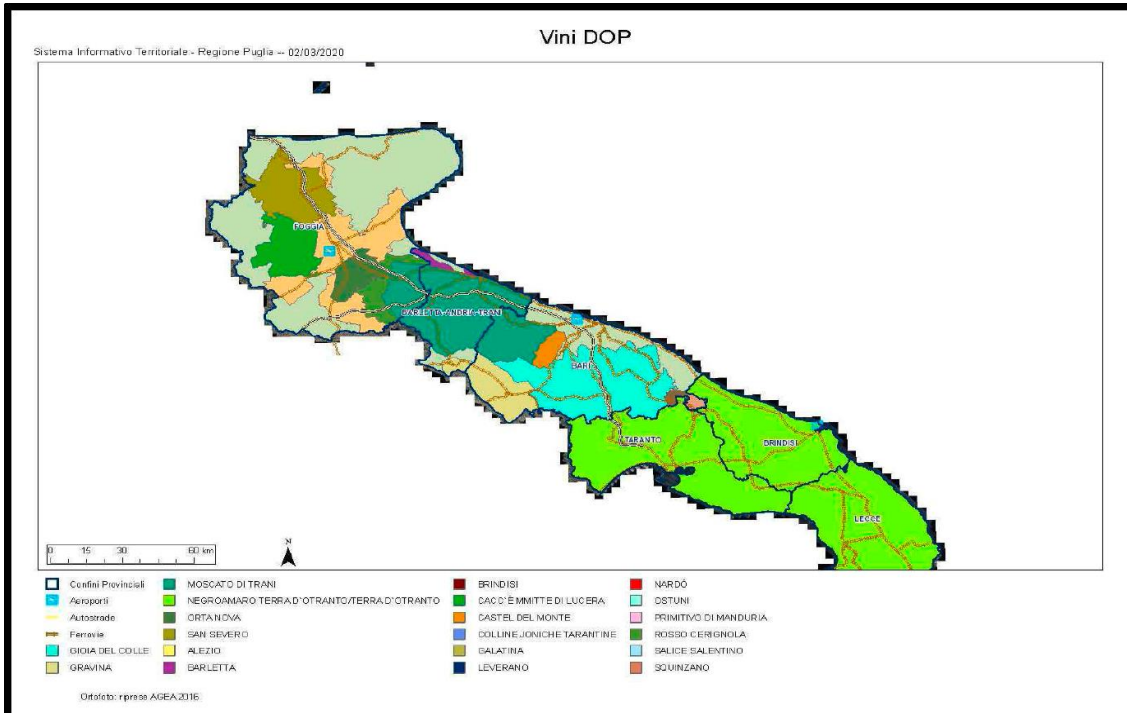 Vini DOP
Sistema Informativo Territoriale - Regione Puglia -- 02/03/2020
FOGGIA
BARLETTA-ANDRIA-TRANI
BARI
TARANTO
BRINDISI
LECCE
0 15 30 60 km
N
Confini Provinciali
Aeroporti
Autostrade
Ferrovie
GIOIA DEL COLLE
GRAVINA
MOSCATO DI TRANI
NEGROAMARO TERRA D'OTRANTO/TERRA D'OTRANTO
ORTA NOVA
SAN SEVERO
ALEZIO
BARLETTA
BRINDISI
CACC'È MMITTE DI LUCERA
CASTEL DEL MONTE
COLLINE JONICHE TARANTINE
GALATINA
LEVERANO
NARDÒ
OSTUNI
PRIMITIVO DI MANDURIA
ROSSO CERIGNOLA
SALICE SALENTINO
SQUINZANO
Ortofoto: riprese AGEA 2016